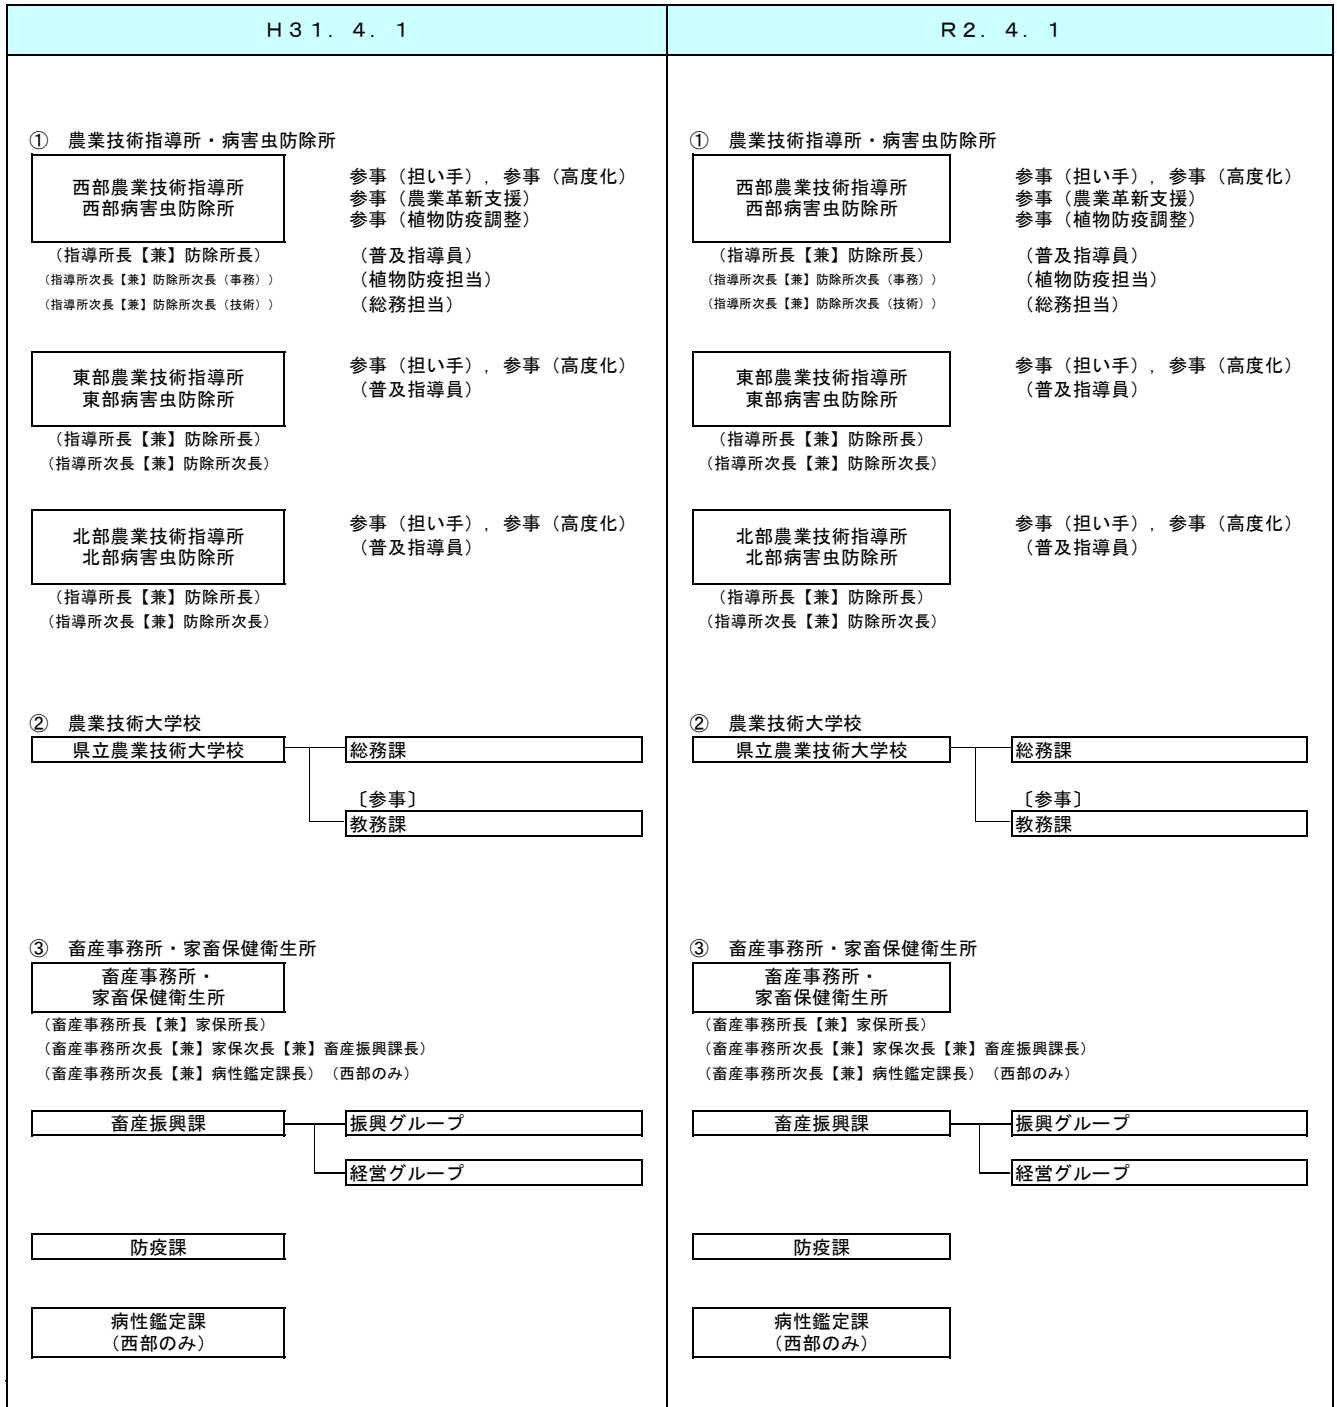 Ｈ３１．４．１
①　農業技術指導所・病害虫防除所
西部農業技術指導所
西部病害虫防除所
参事（担い手），参事（高度化）
参事（農業革新支援）
参事（植物防疫調整）
（指導所長【兼】防除所長）
（普及指導員）
（指導所次長【兼】防除所次長（事務））
（植物防疫担当）
（指導所次長【兼】防除所次長（技術））
（総務担当）
東部農業技術指導所
東部病害虫防除所
参事（担い手），参事（高度化）
（普及指導員）
（指導所長【兼】防除所長）
（指導所次長【兼】防除所次長）
北部農業技術指導所
北部病害虫防除所
参事（担い手），参事（高度化）
（普及指導員）
（指導所長【兼】防除所長）
（指導所次長【兼】防除所次長）
②　農業技術大学校
県立農業技術大学校
総務課
〔参事〕
教務課
③　畜産事務所・家畜保健衛生所
畜産事務所・
家畜保健衛生所
（畜産事務所長【兼】家保所長）
（畜産事務所次長【兼】家保次長【兼】畜産振興課長）
（畜産事務所次長【兼】病性鑑定課長）（西部のみ）
畜産振興課
振興グループ
経営グループ
防疫課
病性鑑定課
（西部のみ）
Ｒ２．４．１
①　農業技術指導所・病害虫防除所
西部農業技術指導所
西部病害虫防除所
参事（担い手），参事（高度化）
参事（農業革新支援）
参事（植物防疫調整）
（指導所長【兼】防除所長）
（普及指導員）
（指導所次長【兼】防除所次長（事務））
（植物防疫担当）
（指導所次長【兼】防除所次長（技術））
（総務担当）
東部農業技術指導所
東部病害虫防除所
参事（担い手），参事（高度化）
（普及指導員）
（指導所長【兼】防除所長）
（指導所次長【兼】防除所次長）
北部農業技術指導所
北部病害虫防除所
参事（担い手），参事（高度化）
（普及指導員）
（指導所長【兼】防除所長）
（指導所次長【兼】防除所次長）
②　農業技術大学校
県立農業技術大学校
総務課
〔参事〕
教務課
③　畜産事務所・家畜保健衛生所
畜産事務所・
家畜保健衛生所
（畜産事務所長【兼】家保所長）
（畜産事務所次長【兼】家保次長【兼】畜産振興課長）
（畜産事務所次長【兼】病性鑑定課長）（西部のみ）
畜産振興課
振興グループ
経営グループ
防疫課
病性鑑定課
（西部のみ）